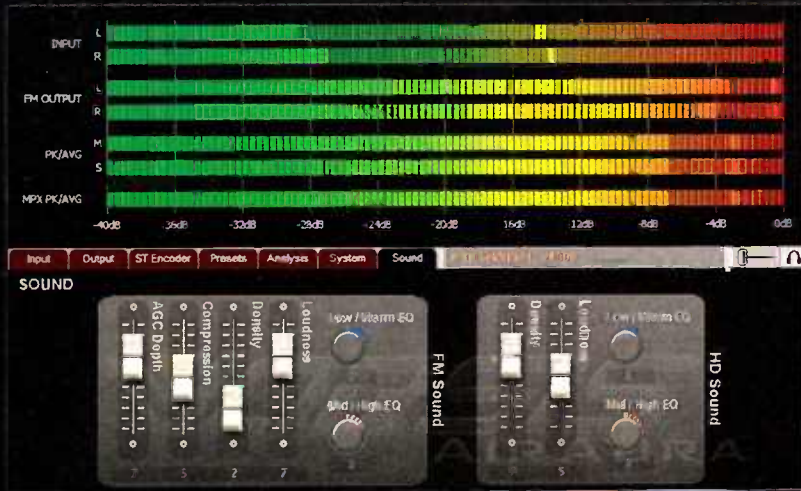 INPUT L
R
FM OUTPUT L
R
PK/AVG M
S
MPX PK/AVG
-40dB -36dB -32dB -28dB -24dB -20dB -16dB -12dB -8dB -4dB 0dB
Input Output ST Encoder Presets Analysis System Sound
SOUND
AGC Depth
Compression
Density
Loudness
Low / Warm EQ
Mid / High EQ
FM Sound
7 5 2 7
Density
Loudness
Low / Warm EQ
Mid / High EQ
HD Sound
5